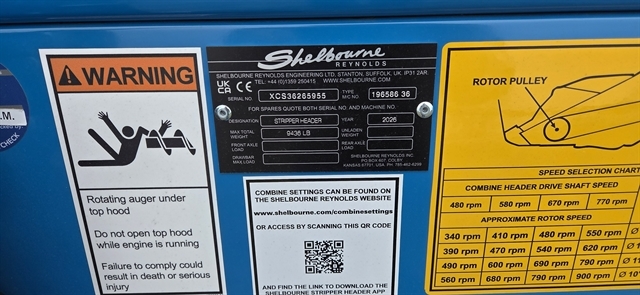 WARNING
Rotating auger under
top hood
Do not open top hood
while engine is running
Failure to comply could
result in death or serious
injury
M.
CHECK
Shelbourne
REYNOLDS
SHELBOURNE REYNOLDS ENGINEERING LTD, STANTON, SUFFOLK, UK IP31 2AR.
TEL: +44 (0)1359 250415 WWW.SHELBOURNE.COM
UK
CA CE
SERIAL NO. XCS36265955 TYPE M/C NO. 196586 36
FOR SPARES QUOTE BOTH SERIAL NO. AND MACHINE NO.
DESIGNATION STRIPPER HEADER YEAR 2026
MAX TOTAL WEIGHT 9436 LB UNLADEN WEIGHT
FRONT AXLE LOAD REAR AXLE LOAD
DRAWBAR MAX LOAD
SHELBOURNE REYNOLDS INC.
PO.BOX 607, COLBY,
COMBINE SETTINGS CAN BE FOUND ON
THE SHELBOURNE REYNOLDS WEBSITE
www.shelbourne.com/combinesettings
OR ACCESS BY SCANNING THIS QR CODE
AND FIND THE LINK TO DOWNLOAD THE
SHELBOURNE STRIPPER HEADER APP
ROTOR PULLEY
SPEED SELECTION CHART
COMBINE HEADER DRIVE SHAFT SPEED
480 rpm 580 rpm 670 rpm 770 rpm
APPROXIMATE ROTOR SPEED
340 rpm 410 rpm 480 rpm 550 rpm Ø
390 rpm 470 rpm 540 rpm 620 rpm Ø 1
490 rpm 600 rpm 690 rpm 790 rpm Ø 1
560 rpm 680 rpm 790 rpm 900 rpm Ø 10